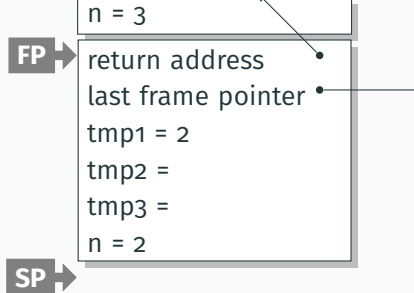 n = 3
FP
return address
last frame pointer
tmp1 = 2
tmp2 =
tmp3 =
n = 2
SP